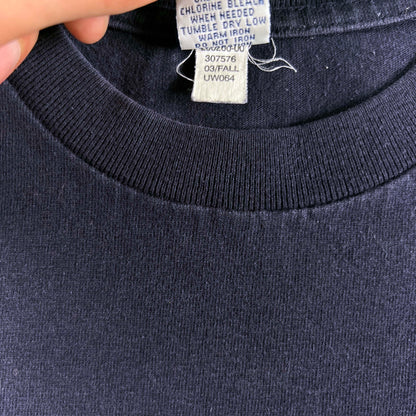 CHLORINE BLEACH
WHEN NEEDED
TUMBLE DRY LOW
WARM IRON
DO NOT IRON
307576
03/FALL
UW064